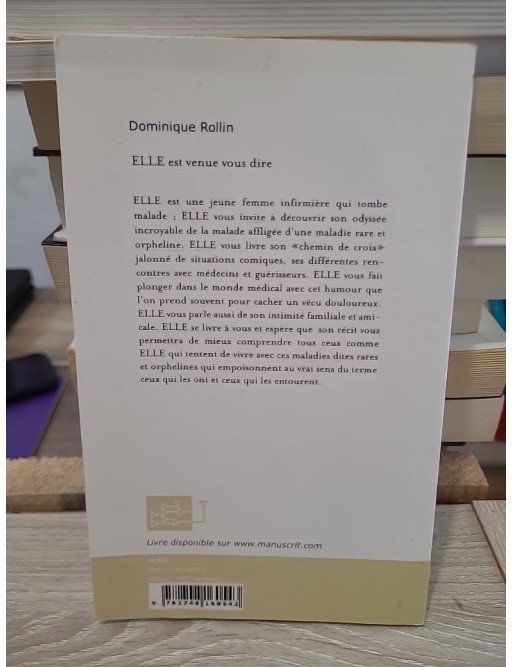 Dominique Rollin
ELLE est venue vous dire
ELLE est une jeune femme infirmière qui tombe
malade ; ELLE vous invite à découvrir son odyssée
incroyable de la malade affligée d'une maladie rare et
orpheline. ELLE vous livre son «chemin de croix»
jalonné de situations comiques, ses différentes ren-
contres avec médecins et guérisseurs. ELLE vous fait
plonger dans le monde médical avec cet humour que
l'on prend souvent pour cacher un vécu douloureux.
ELLE vous parle aussi de son intimité familiale et ami-
cale. ELLE se livre à vous et espère que son récit vous
permettra de mieux comprendre tous ceux comme
ELLE qui tentent de vivre avec ces maladies dites rares
et orphelines qui empoisonnent au vrai sens du terme
ceux qui les ont et ceux qui les entourent.
Livre disponible sur www.manuscrit.com